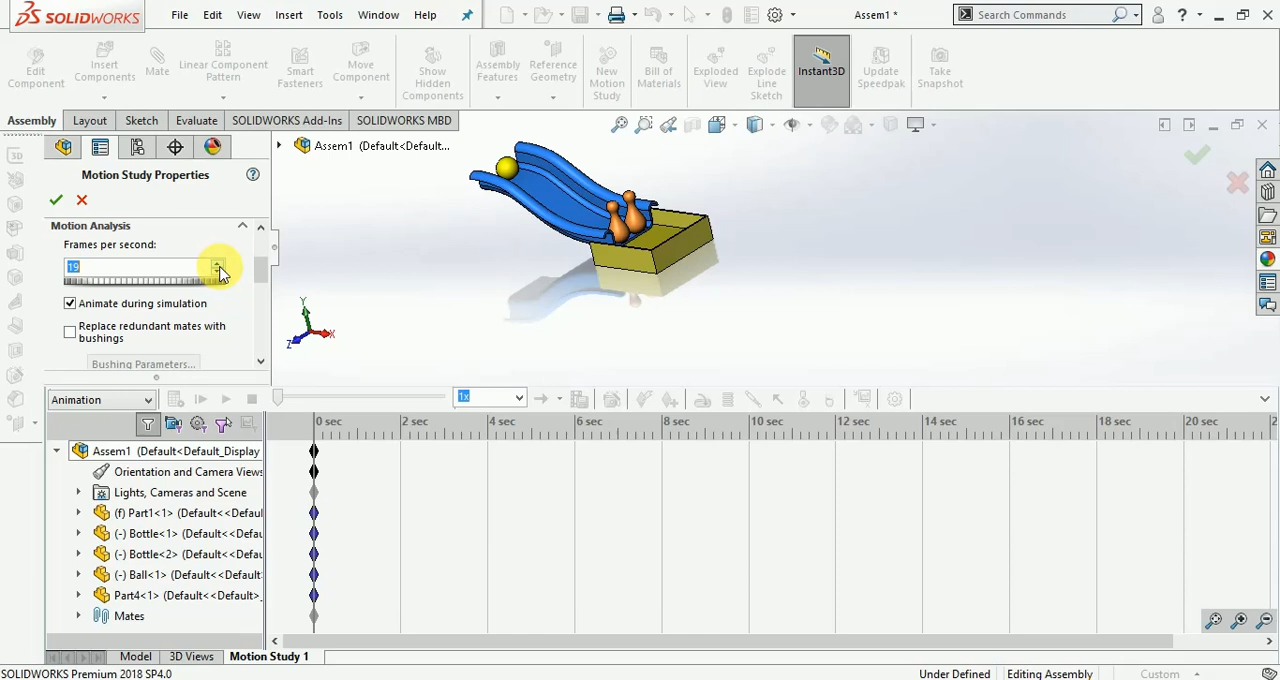 SOLIDWORKS
File Edit View Insert Tools Window Help
Assem1 *
Search Commands
Edit Component
Insert Components
Mate
Linear Component Pattern
Smart Fasteners
Move Component
Show Hidden Components
Assembly Features
Reference Geometry
New Motion Study
Bill of Materials
Exploded View
Explode Line Sketch
Instant3D
Update Speedpak
Take Snapshot
Assembly Layout Sketch Evaluate SOLIDWORKS Add-Ins SOLIDWORKS MBD
Assem1 (Default<Default...
Motion Study Properties
Motion Analysis
Frames per second:
19
Animate during simulation
Replace redundant mates with
bushings
Bushing Parameters...
Y
X
Z
Animation
1x
0 sec 2 sec 4 sec 6 sec 8 sec 10 sec 12 sec 14 sec 16 sec 18 sec 20 sec 2
Assem1 (Default<Default_Display
Orientation and Camera Views
Lights, Cameras and Scene
(f) Part1<1> (Default<<Defaul
(-) Bottle<1> (Default<<Defau
(-) Bottle<2> (Default<<Defau
(-) Ball<1> (Default<<Default
Part4<1> (Default<<Default>_
Mates
Model 3D Views Motion Study 1
SOLIDWORKS Premium 2018 SP4.0
Under Defined Editing Assembly Custom